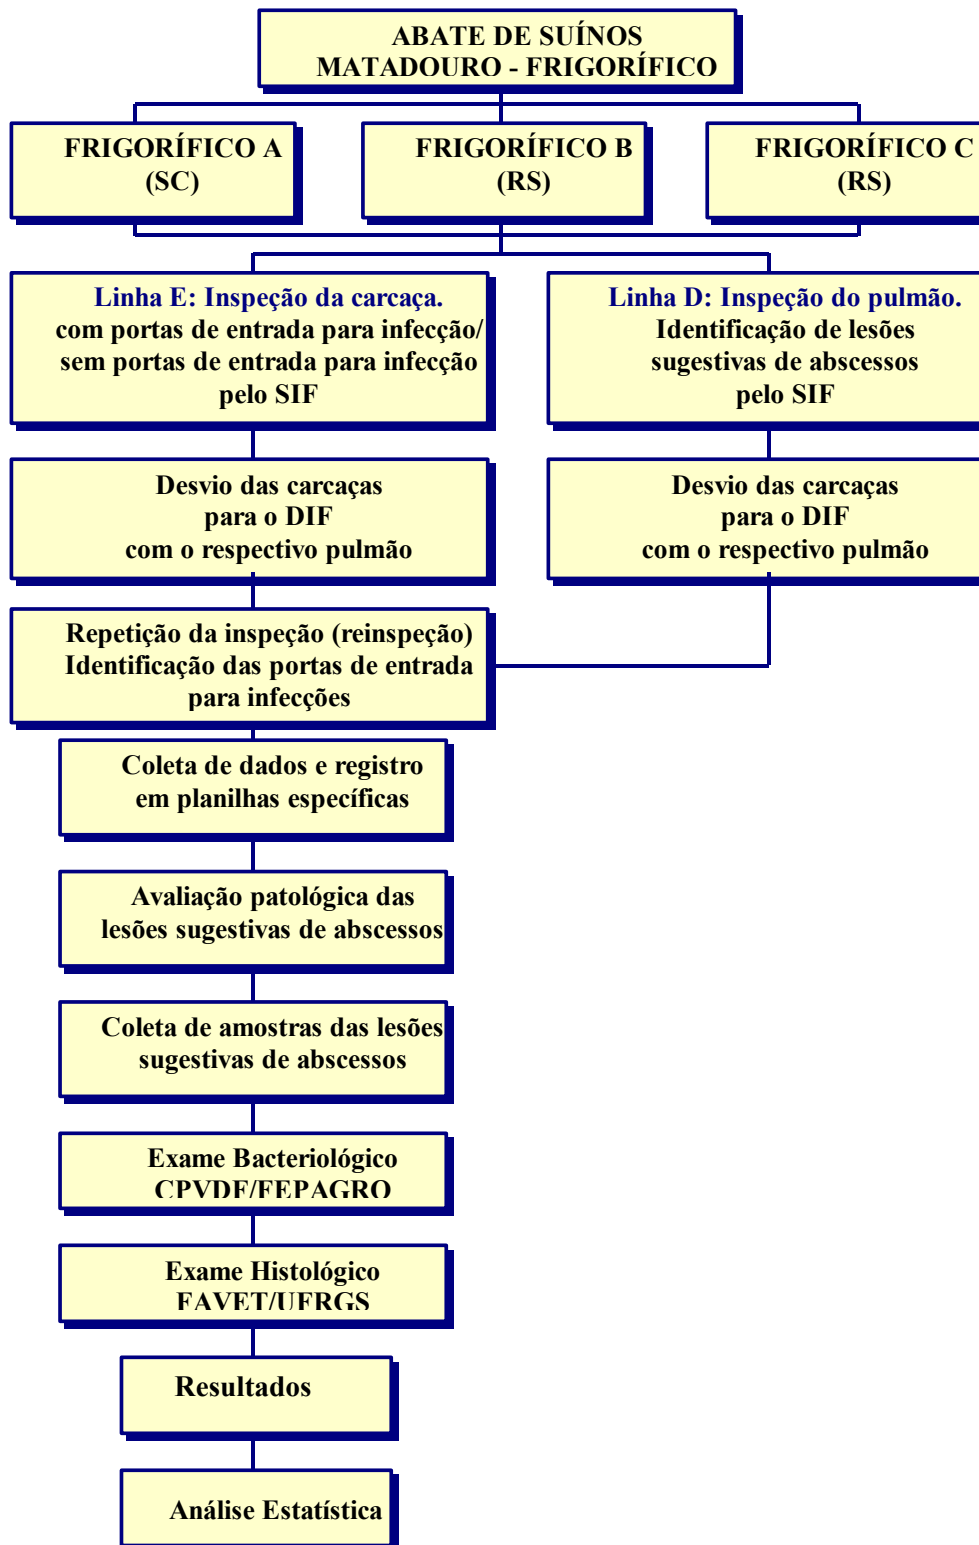 ABATE DE SUÍNOS
MATADOURO - FRIGORÍFICO
FRIGORÍFICO A
(SC)
FRIGORÍFICO B
(RS)
FRIGORÍFICO C
(RS)
Linha E: Inspeção da carcaça.
com portas de entrada para infecção/
sem portas de entrada para infecção
pelo SIF
Linha D: Inspeção do pulmão.
Identificação de lesões
sugestivas de abscessos
pelo SIF
Desvio das carcaças
para o DIF
com o respectivo pulmão
Desvio das carcaças
para o DIF
com o respectivo pulmão
Repetição da inspeção (reinspeção)
Identificação das portas de entrada
para infecções
Coleta de dados e registro
em planilhas específicas
Avaliação patológica das
lesões sugestivas de abscessos
Coleta de amostras das lesões
sugestivas de abscessos
Exame Bacteriológico
CPVDF/FEPAGRO
Exame Histológico
FAVET/UFRGS
Resultados
Análise Estatística